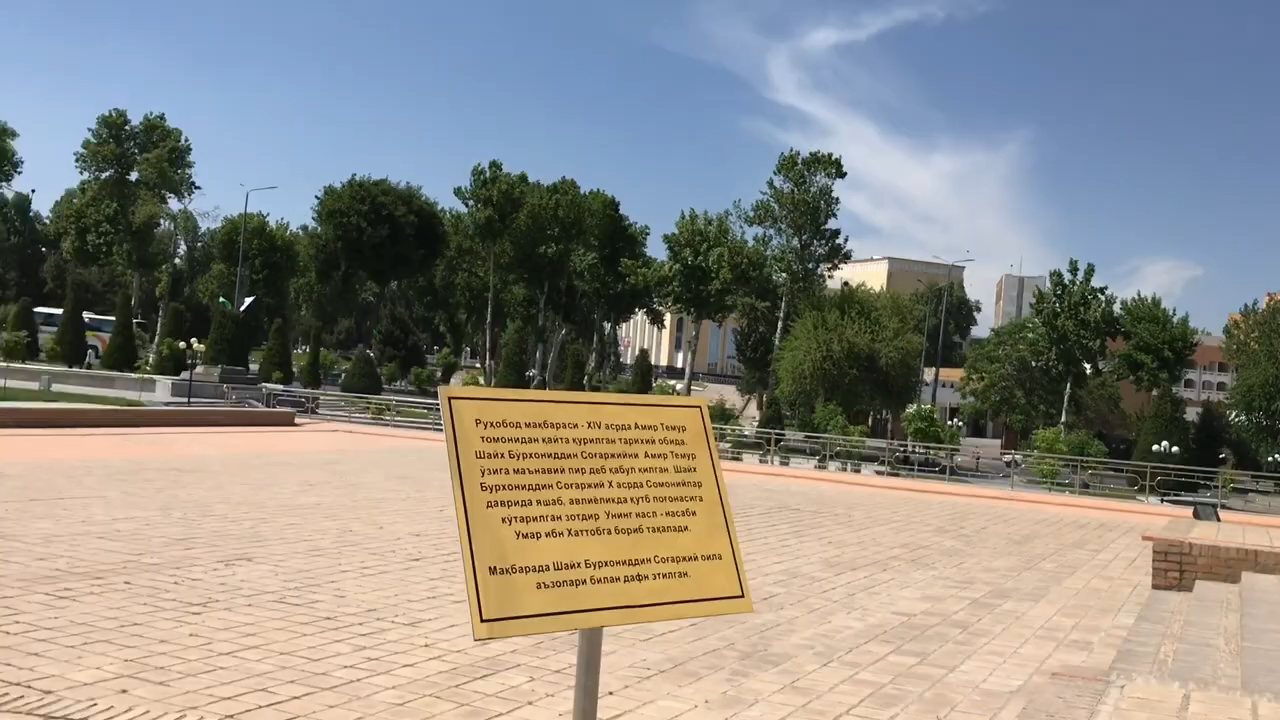 Руҳобод мақбараси - XIV асрда Амир Темур
томонидан қайта қурилган тарихий обида.
Шайх Бурхониддин Соғаржийни Амир Темур
ўзига маънавий пир деб қабул қилган. Шайх
Бурхониддин Соғаржий X асрда Сомонийлар
даврида яшаб, авлиёликда қутб поғонасига
кўтарилган зотдир Унинг насл - насаби
Умар ибн Хаттобга бориб тақалади.
Мақбарада Шайх Бурхониддин Соғаржий оила
аъзолари билан дафн этилган.